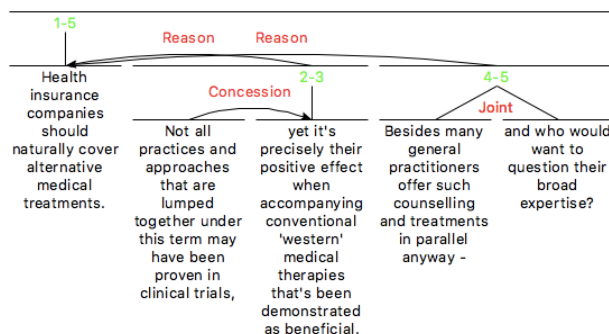 1-5
Reason Reason
2-3
4-5
Concession
Joint
Health
insurance
companies
should
naturally cover
alternative
medical
treatments.
Not all
practices and
approaches
that are
lumped
together under
this term may
have been
proven in
clinical trials,
yet it's
precisely their
positive effect
when
accompanying
conventional
'western'
medical
therapies
that's been
demonstrated
as beneficial.
Besides many
general
practitioners
offer such
counselling
and treatments
in parallel
anyway -
and who would
want to
question their
broad
expertise?